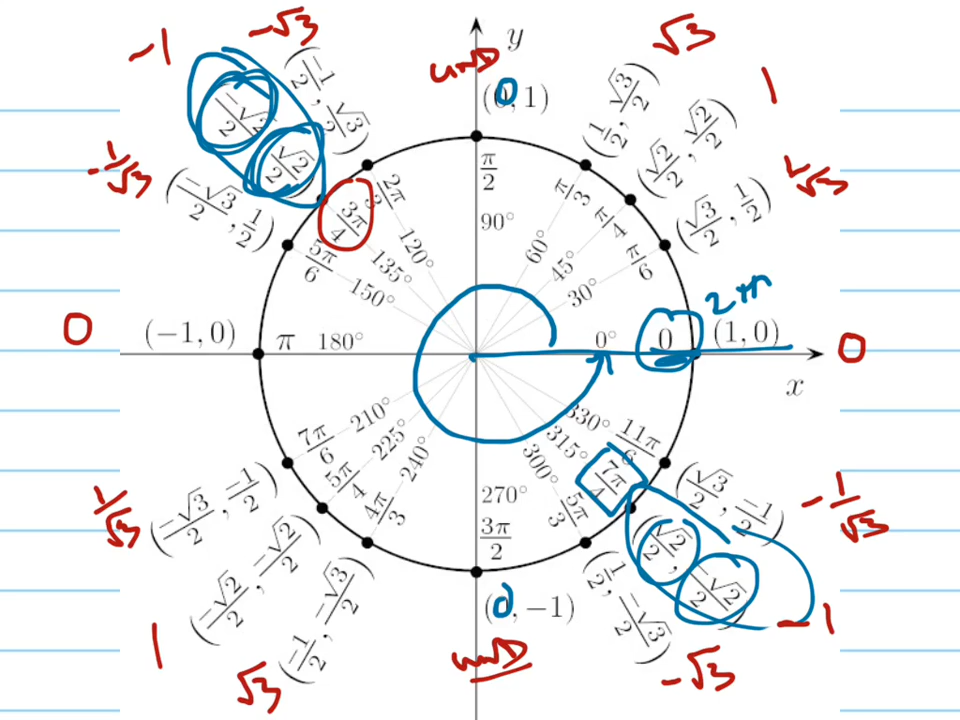 -1
-√3
y
√3
und
1
(-1/2, √3/2)
(0, 1)
(1/2, √3/2)
(-√2/2, √2/2)
(√2/2, √2/2)
-1/√3
1/√3
(-√3/2, 1/2)
(√3/2, 1/2)
2π/3
π/2
π/3
3π/4
π/4
5π/6
π/6
120°
90°
60°
135°
45°
150°
30°
2π
0
(-1, 0)
π
180°
0°
0
(1, 0)
0
x
210°
330°
7π/6
11π/6
225°
315°
5π/4
7π/4
240°
300°
4π/3
270°
5π/3
3π/2
1/√3
(-√3/2, -1/2)
(√3/2, -1/2)
-1/√3
(-√2/2, -√2/2)
(√2/2, -√2/2)
(-1/2, -√3/2)
(0, -1)
(1/2, -√3/2)
1
-1
und
√3
-√3